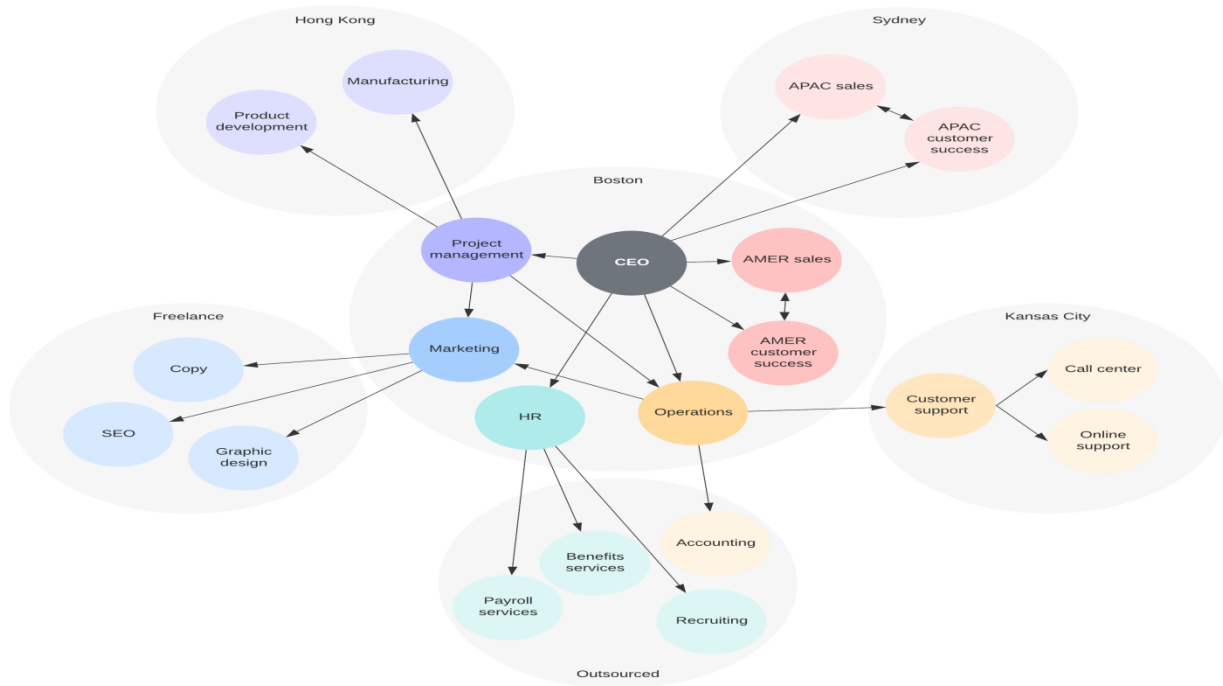 Hong Kong
Manufacturing
Product
development
Sydney
APAC sales
APAC
customer
success
Boston
Project
management
CEO
AMER sales
AMER
customer
success
Marketing
HR
Operations
Freelance
Copy
SEO
Graphic
design
Kansas City
Customer
support
Call center
Online
support
Accounting
Benefits
services
Payroll
services
Recruiting
Outsourced